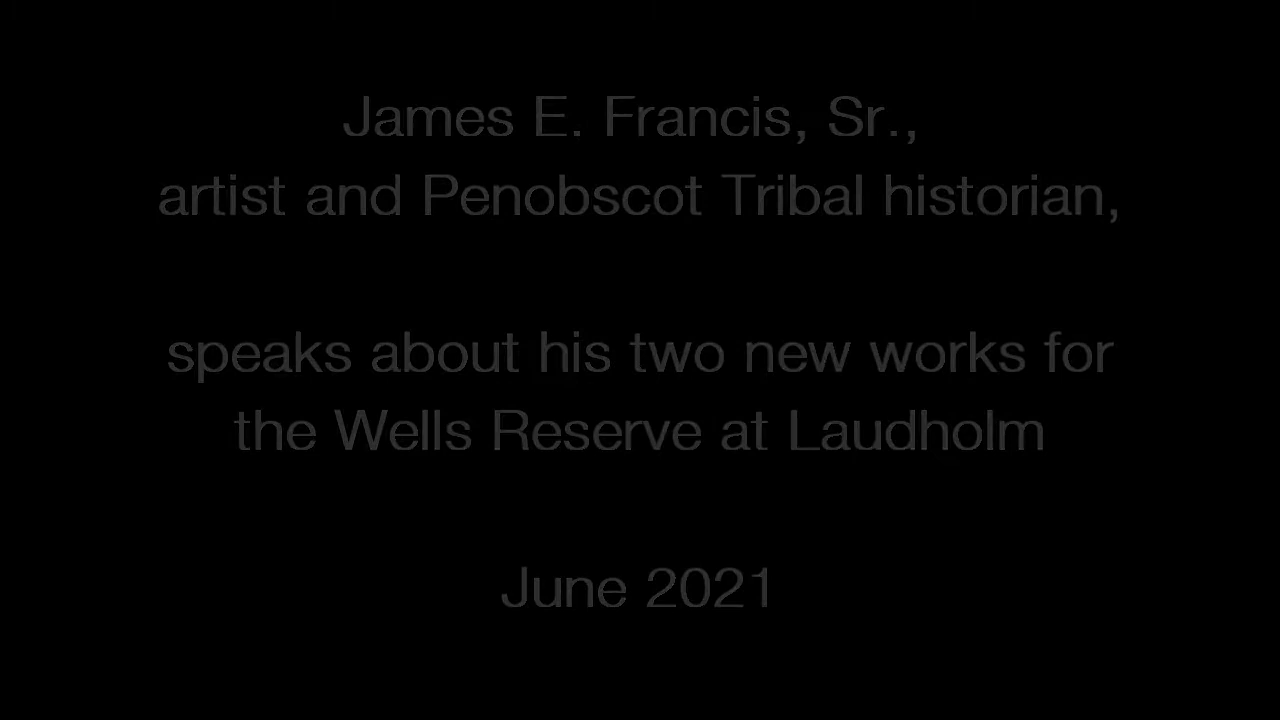 James E. Francis, Sr.,
artist and Penobscot Tribal historian,
speaks about his two new works for
the Wells Reserve at Laudholm
June 2021